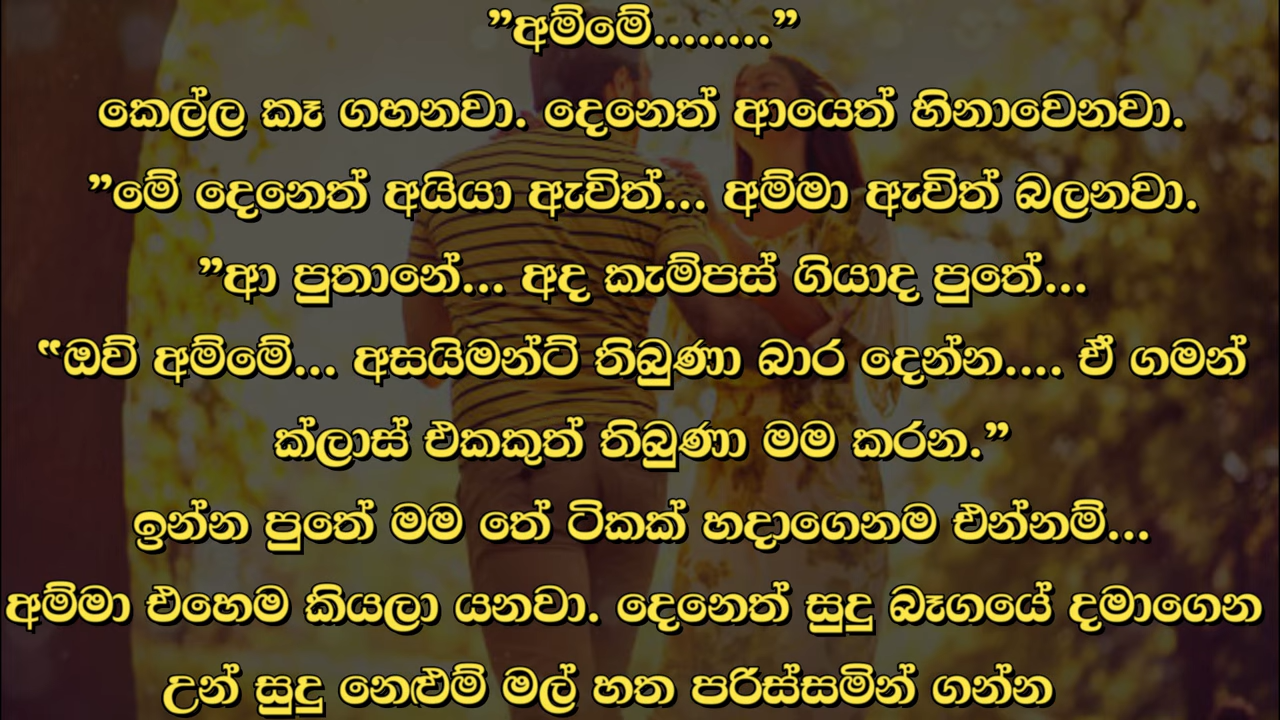 ”අම්මේ........”
කෙල්ල කෑ ගහනවා. දෙනෙත් ආයෙත් හිනාවෙනවා.
”මේ දෙනෙත් අයියා ඇවිත්... අම්මා ඇවිත් බලනවා.
”ආ පුතානේ... අද කැම්පස් ගියාද පුතේ...
“ඔව් අම්මේ... අසයිමන්ට් තිබුණා බාර දෙන්න.... ඒ ගමන්
ක්ලාස් එකකුත් තිබුණා මම කරන.”
ඉන්න පුතේ මම තේ ටිකක් හදාගෙනම එන්නම්...
අම්මා එහෙම කියලා යනවා. දෙනෙත් සුදු බෑගයේ දමාගෙන
උන් සුදු නෙළුම් මල් හත පරිස්සමින් ගන්න